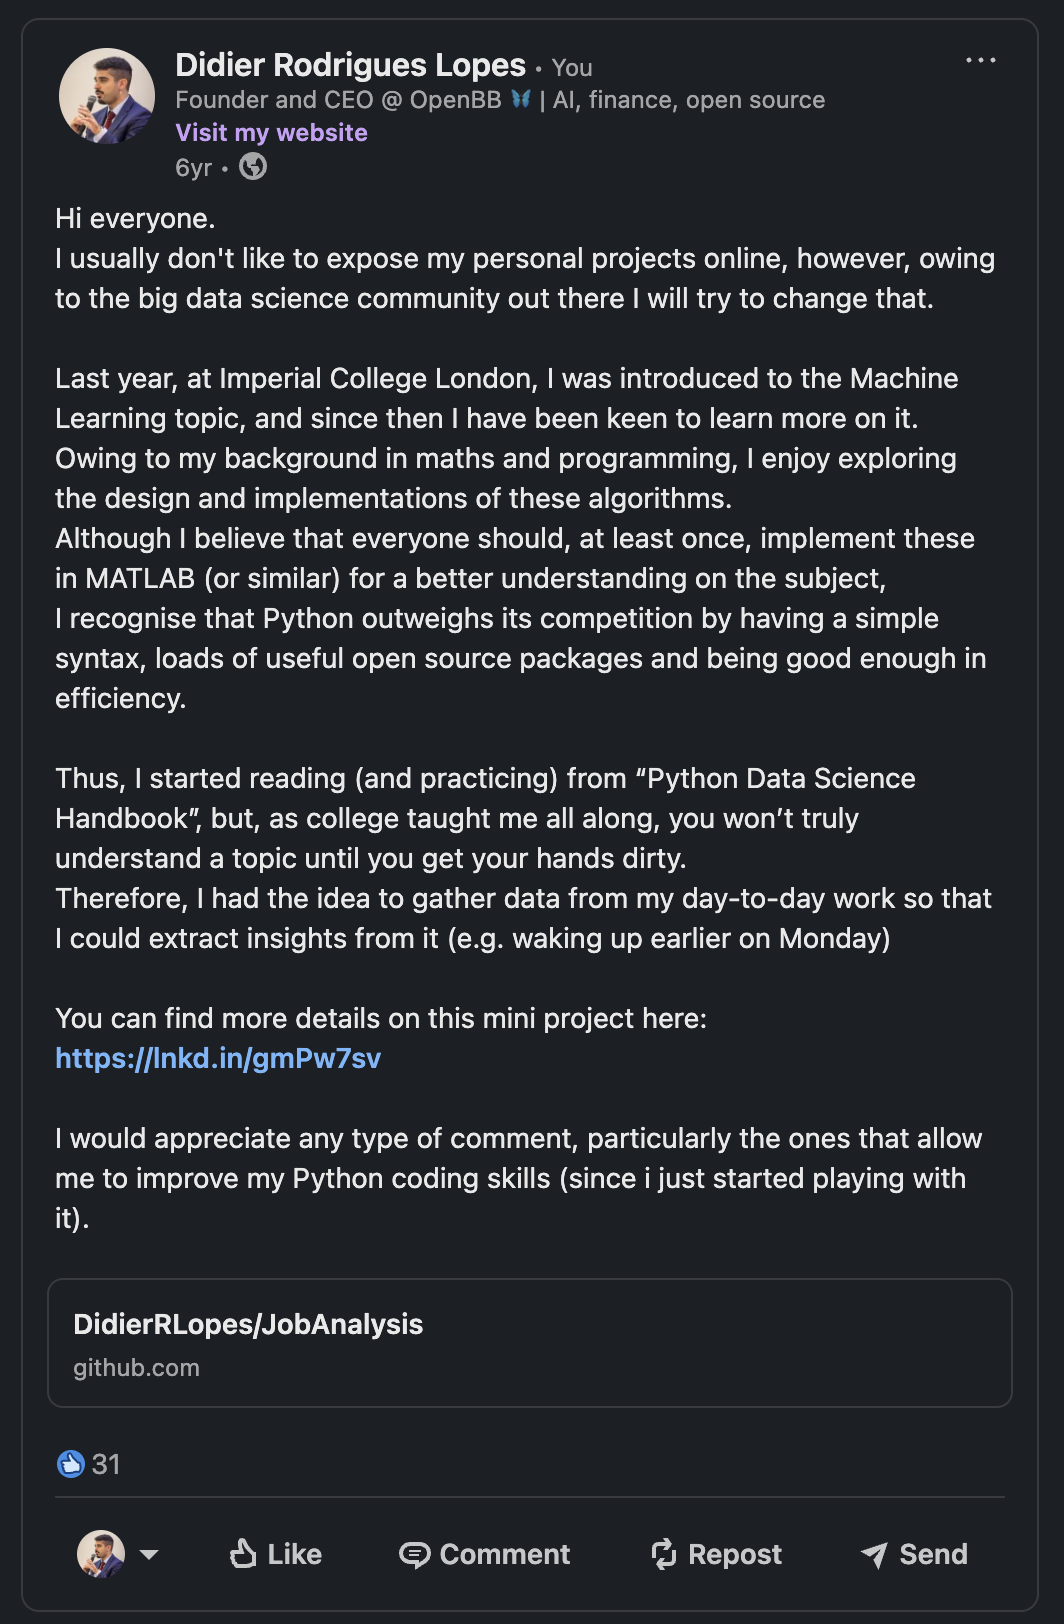 Didier Rodrigues Lopes • You
Founder and CEO @ OpenBB 🦋 | AI, finance, open source
Visit my website
6yr •
Hi everyone.
I usually don't like to expose my personal projects online, however, owing
to the big data science community out there I will try to change that.
Last year, at Imperial College London, I was introduced to the Machine
Learning topic, and since then I have been keen to learn more on it.
Owing to my background in maths and programming, I enjoy exploring
the design and implementations of these algorithms.
Although I believe that everyone should, at least once, implement these
in MATLAB (or similar) for a better understanding on the subject,
I recognise that Python outweighs its competition by having a simple
syntax, loads of useful open source packages and being good enough in
efficiency.
Thus, I started reading (and practicing) from “Python Data Science
Handbook”, but, as college taught me all along, you won’t truly
understand a topic until you get your hands dirty.
Therefore, I had the idea to gather data from my day-to-day work so that
I could extract insights from it (e.g. waking up earlier on Monday)
You can find more details on this mini project here:
https://lnkd.in/gmPw7sv
I would appreciate any type of comment, particularly the ones that allow
me to improve my Python coding skills (since i just started playing with
it).
DidierRLopes/JobAnalysis
github.com
31
Like Comment Repost Send